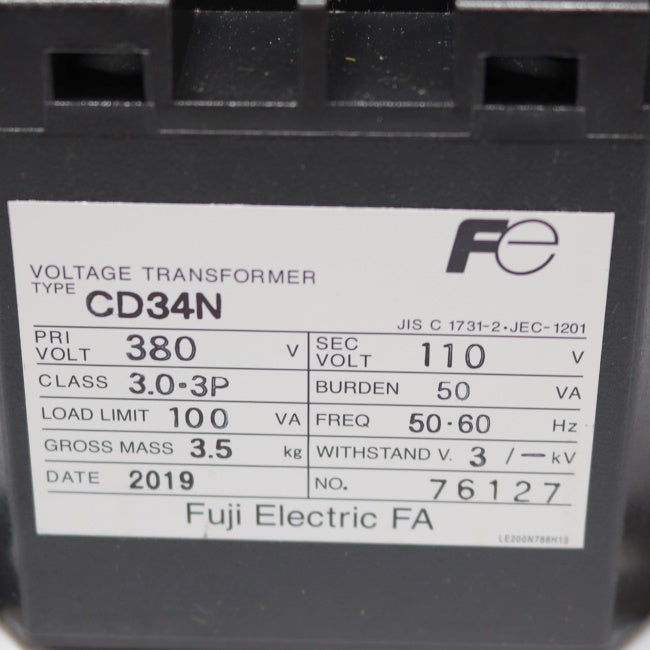 Fe
VOLTAGE TRANSFORMER
TYPE CD34N
JIS C 1731-2・JEC-1201
PRI VOLT 380 V SEC VOLT 110 V
CLASS 3.0・3P BURDEN 50 VA
LOAD LIMIT 100 VA FREQ 50・60 Hz
GROSS MASS 3.5 kg WITHSTAND V. 3 /— kV
DATE 2019 NO. 76127
Fuji Electric FA
LE200N788H13